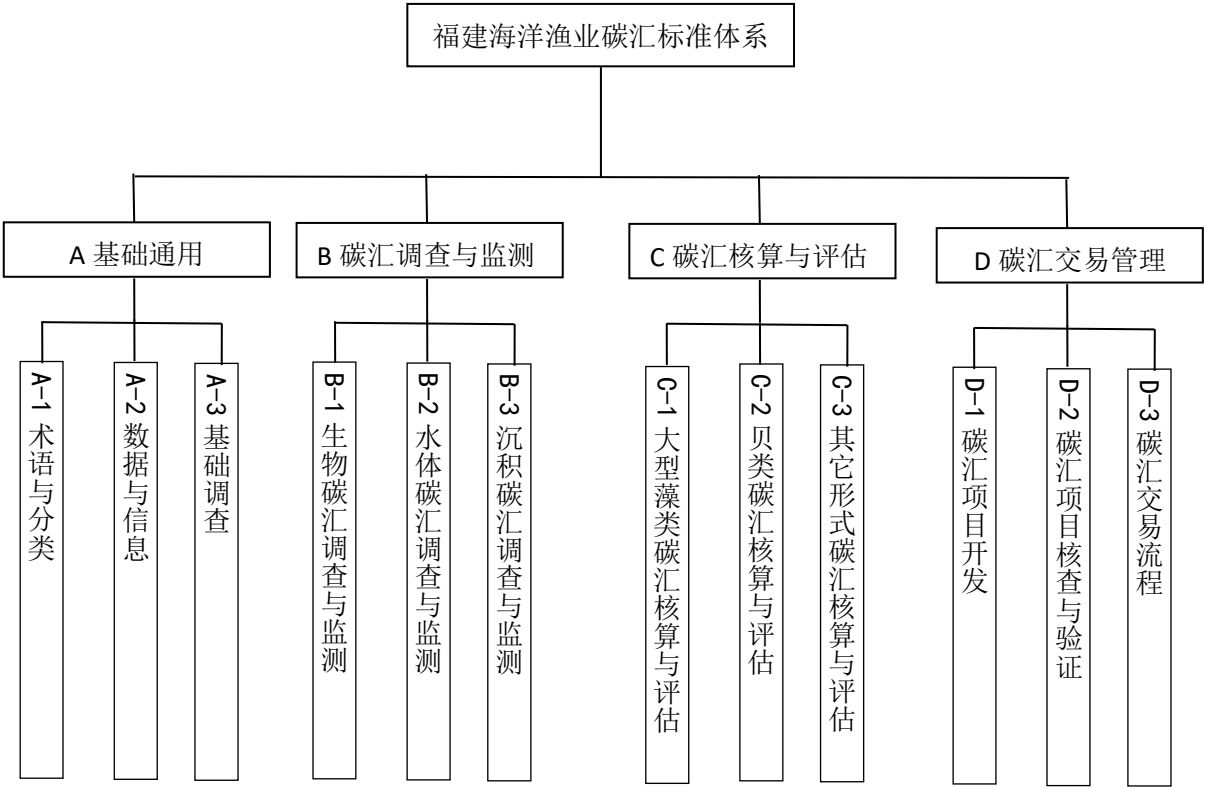 福建海洋渔业碳汇标准体系
A 基础通用
B 碳汇调查与监测
C 碳汇核算与评估
D 碳汇交易管理
A-1 术语与分类
A-2 数据与信息
A-3 基础调查
B-1 生物碳汇调查与监测
B-2 水体碳汇调查与监测
B-3 沉积碳汇调查与监测
C-1 大型藻类碳汇核算与评估
C-2 贝类碳汇核算与评估
C-3 其它形式碳汇核算与评估
D-1 碳汇项目开发
D-2 碳汇项目核查与验证
D-3 碳汇交易流程